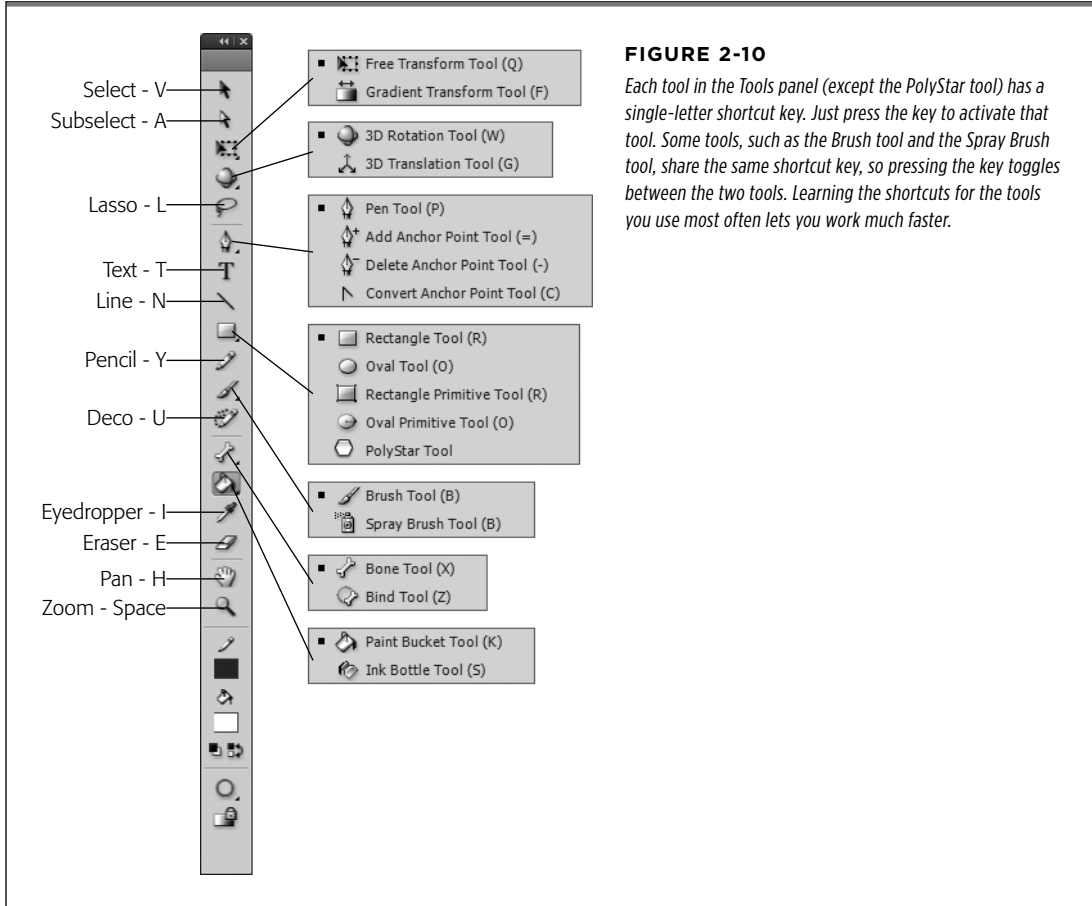 Select - V
Subselect - A
Lasso - L
Text - T
Line - N
Pencil - Y
Deco - U
Eyedropper - I
Eraser - E
Pan - H
Zoom - Space
Free Transform Tool (Q)
Gradient Transform Tool (F)
3D Rotation Tool (W)
3D Translation Tool (G)
Pen Tool (P)
Add Anchor Point Tool (=)
Delete Anchor Point Tool (-)
Convert Anchor Point Tool (C)
Rectangle Tool (R)
Oval Tool (O)
Rectangle Primitive Tool (R)
Oval Primitive Tool (O)
PolyStar Tool
Brush Tool (B)
Spray Brush Tool (B)
Bone Tool (X)
Bind Tool (Z)
Paint Bucket Tool (K)
Ink Bottle Tool (S)
FIGURE 2-10
Each tool in the Tools panel (except the PolyStar tool) has a
single-letter shortcut key. Just press the key to activate that
tool. Some tools, such as the Brush tool and the Spray Brush
tool, share the same shortcut key, so pressing the key toggles
between the two tools. Learning the shortcuts for the tools
you use most often lets you work much faster.